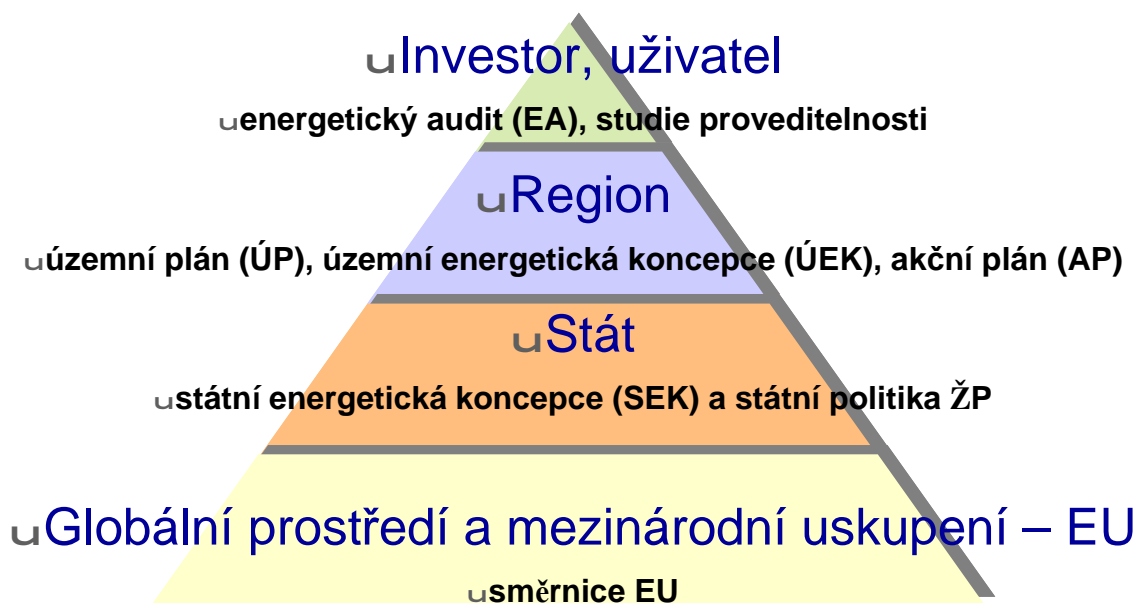 uInvestor, uživatel
uenergetický audit (EA), studie proveditelnosti
uRegion
uúzemní plán (ÚP), územní energetická koncepce (ÚEK), akční plán (AP)
uStát
ustátní energetická koncepce (SEK) a státní politika ŽP
uGlobální prostředí a mezinárodní uskupení – EU
usměrnice EU